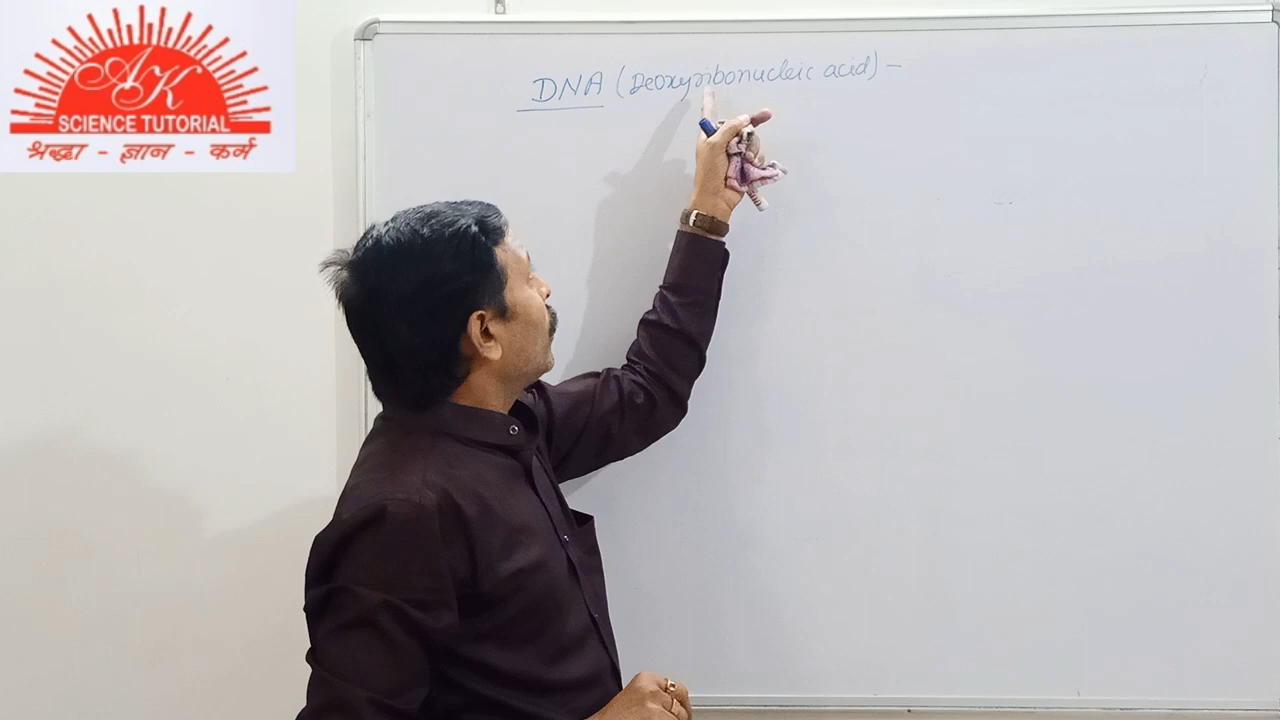 AK
SCIENCE TUTORIAL
श्रद्धा - ज्ञान - कर्म
DNA (Deoxyribonucleic acid) -